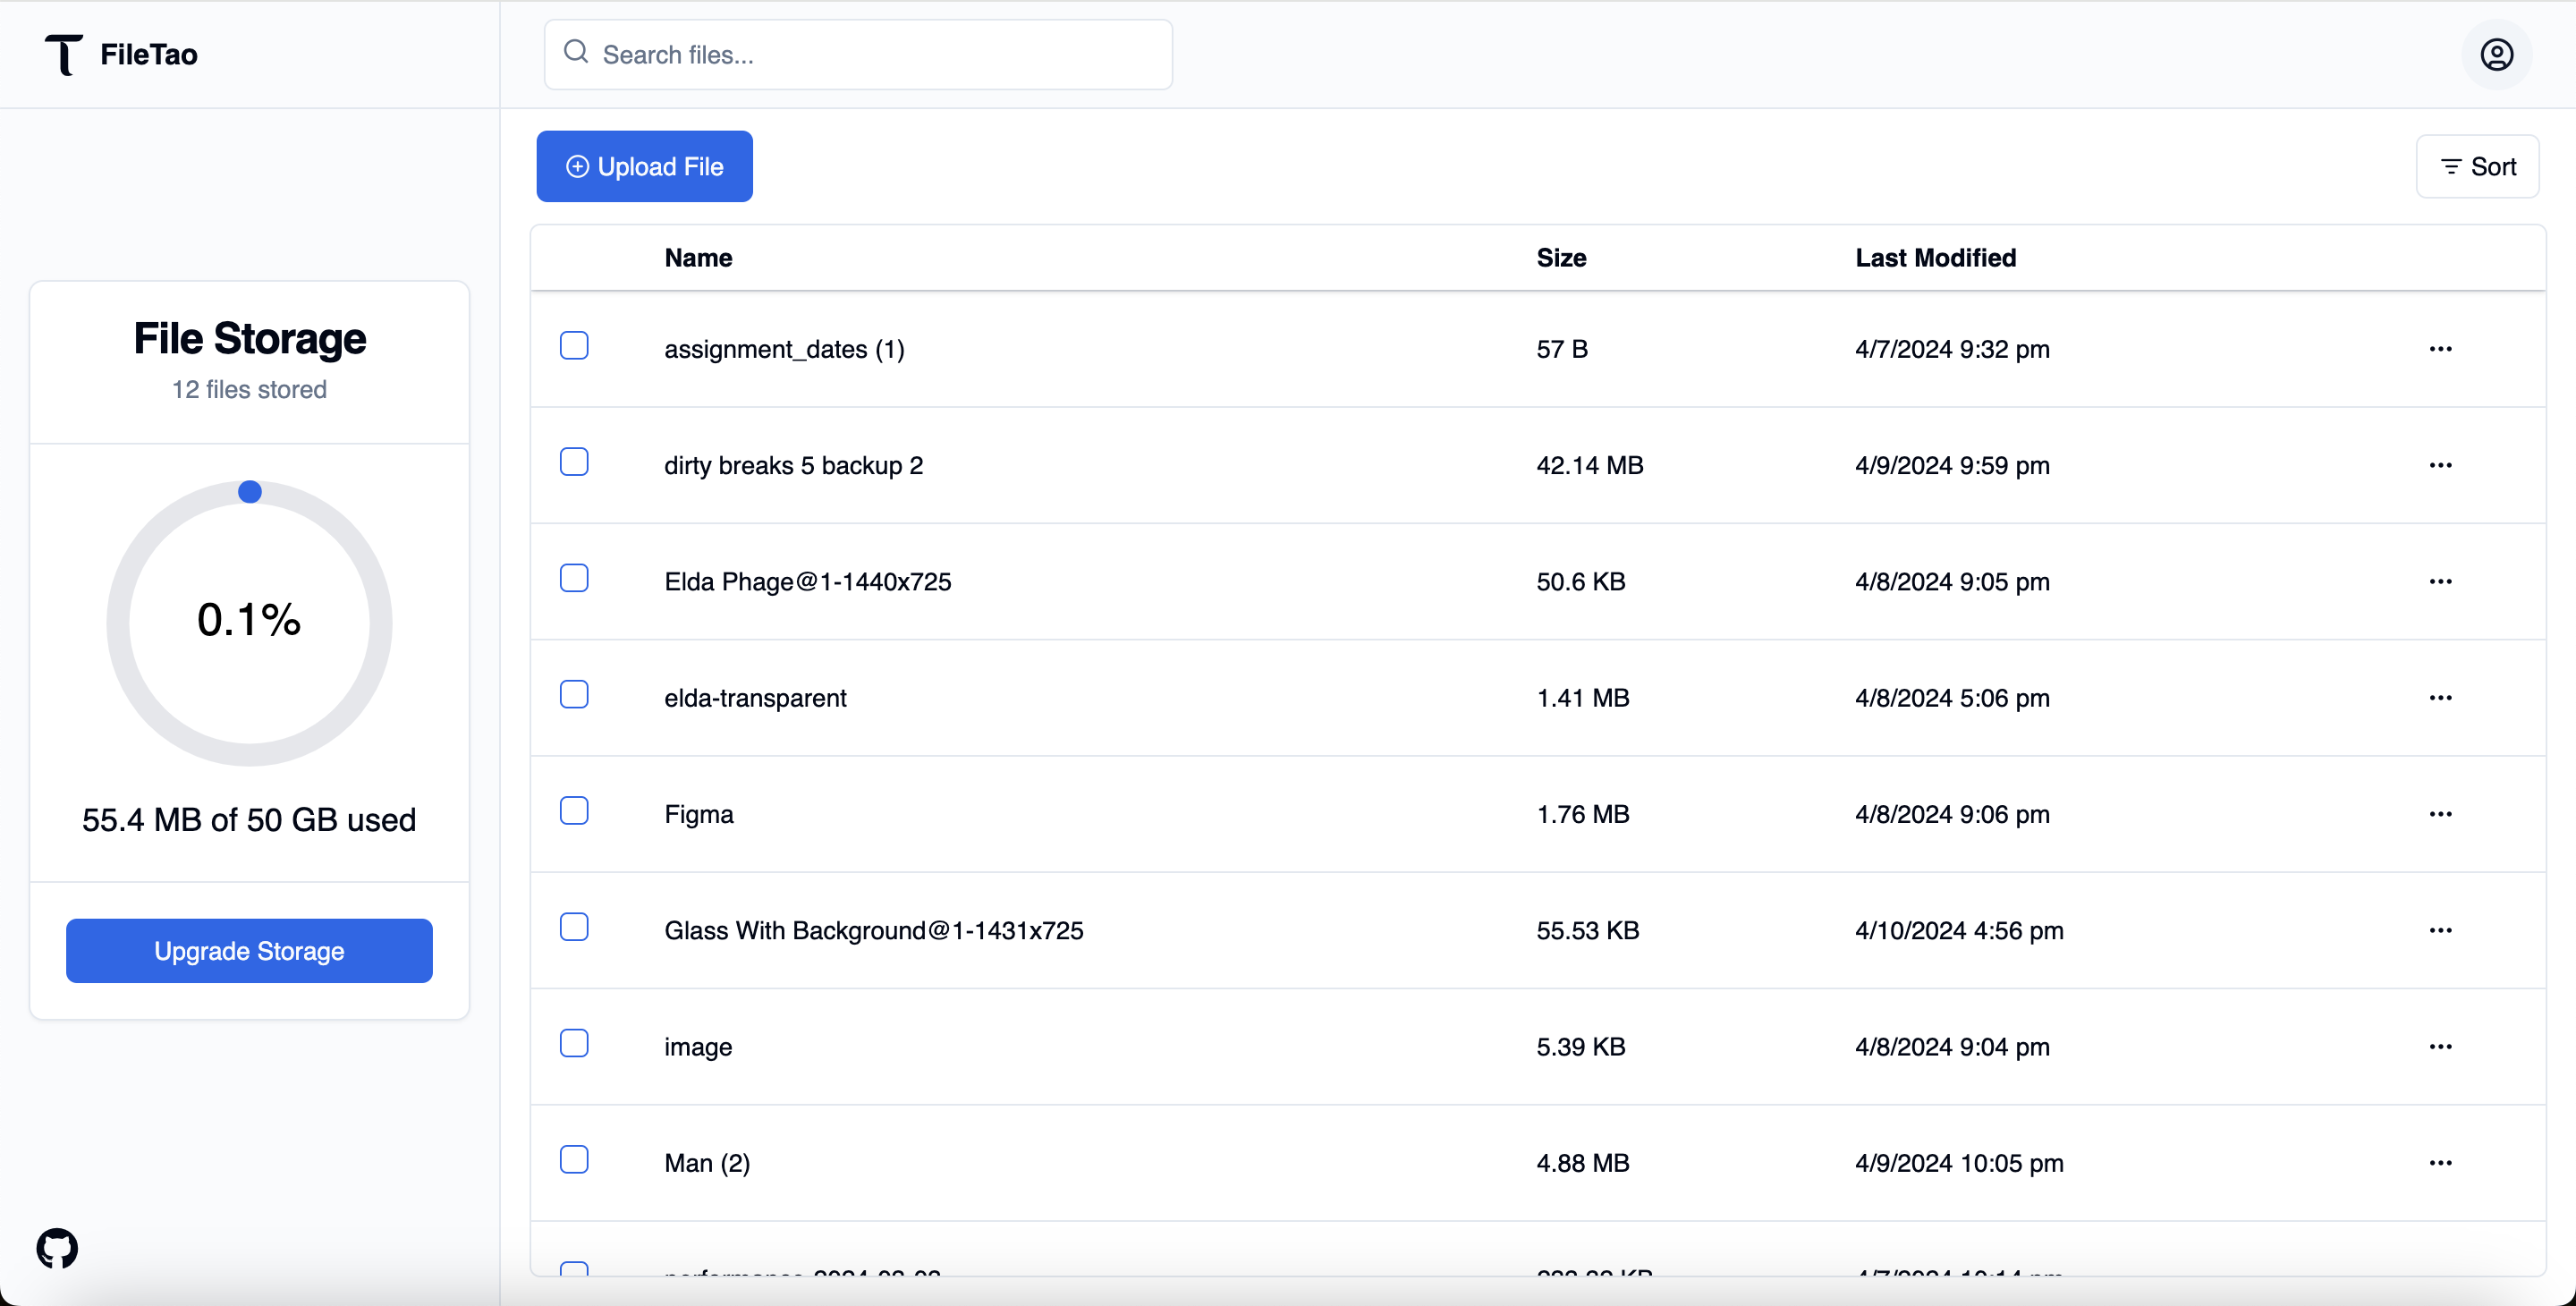 FileTao
Search files...
Upload File
Sort
File Storage
12 files stored
0.1%
55.4 MB of 50 GB used
Upgrade Storage
Name Size Last Modified
assignment_dates (1) 57 B 4/7/2024 9:32 pm
dirty breaks 5 backup 2 42.14 MB 4/9/2024 9:59 pm
Elda Phage@1-1440x725 50.6 KB 4/8/2024 9:05 pm
elda-transparent 1.41 MB 4/8/2024 5:06 pm
Figma 1.76 MB 4/8/2024 9:06 pm
Glass With Background@1-1431x725 55.53 KB 4/10/2024 4:56 pm
image 5.39 KB 4/8/2024 9:04 pm
Man (2) 4.88 MB 4/9/2024 10:05 pm